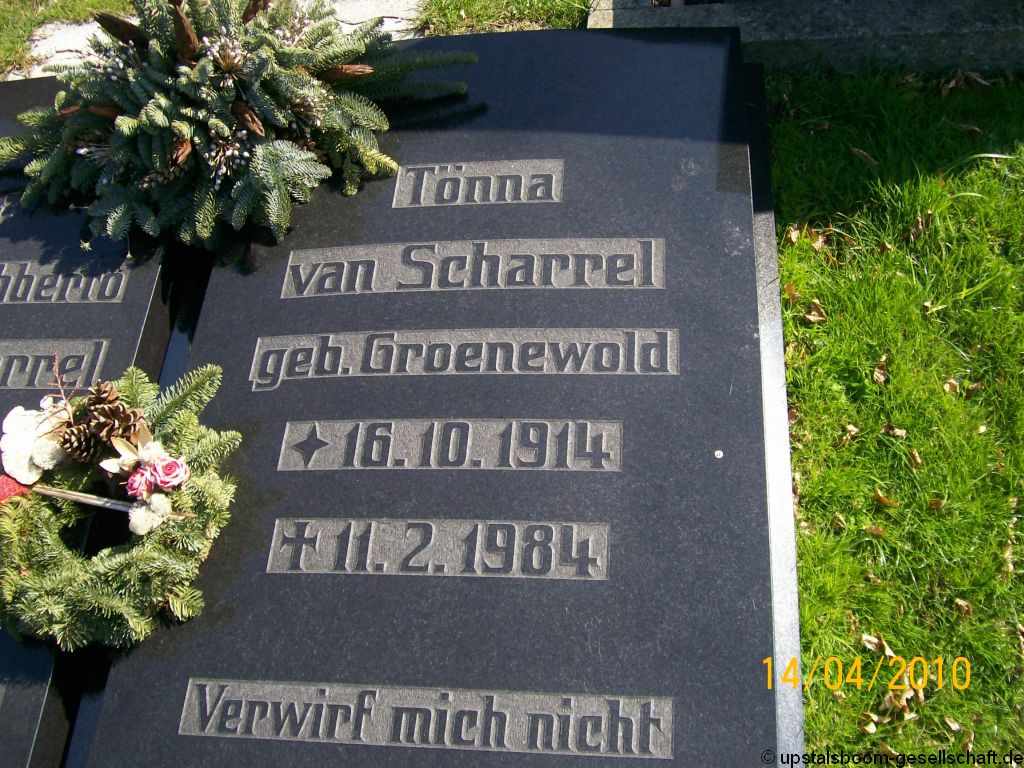 Tönna
van Scharrel
geb. Groenewold
16.10.1914
11.2.1984
Verwirf mich nicht
14/04/2010
© upstalsboom-gesellschaft.de